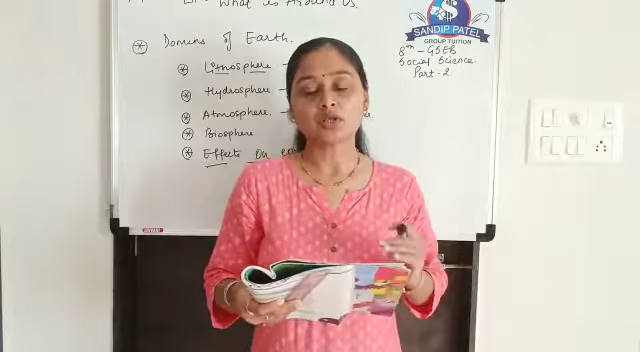 What is Around Us.
Domins of Earth.
Lithosphere -
Hydrosphere -
Atmosphere. -
Biosphere
Effects On
S
SANDIP PATEL
GROUP TUITION
8th - GSEB
Social Science.
Part - 2